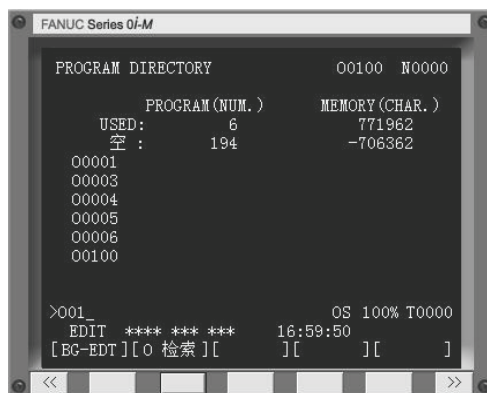 FANUC Series 0i-M
PROGRAM DIRECTORY O0100 N0000
PROGRAM(NUM.) MEMORY(CHAR.)
USED: 6 771962
空 : 194 -706362
O0001
O0003
O0004
O0005
O0006
O0100
>O01_ OS 100% T0000
EDIT **** *** *** 16:59:50
[BG-EDT][O 检索][ ][ ][ ]
<< >>